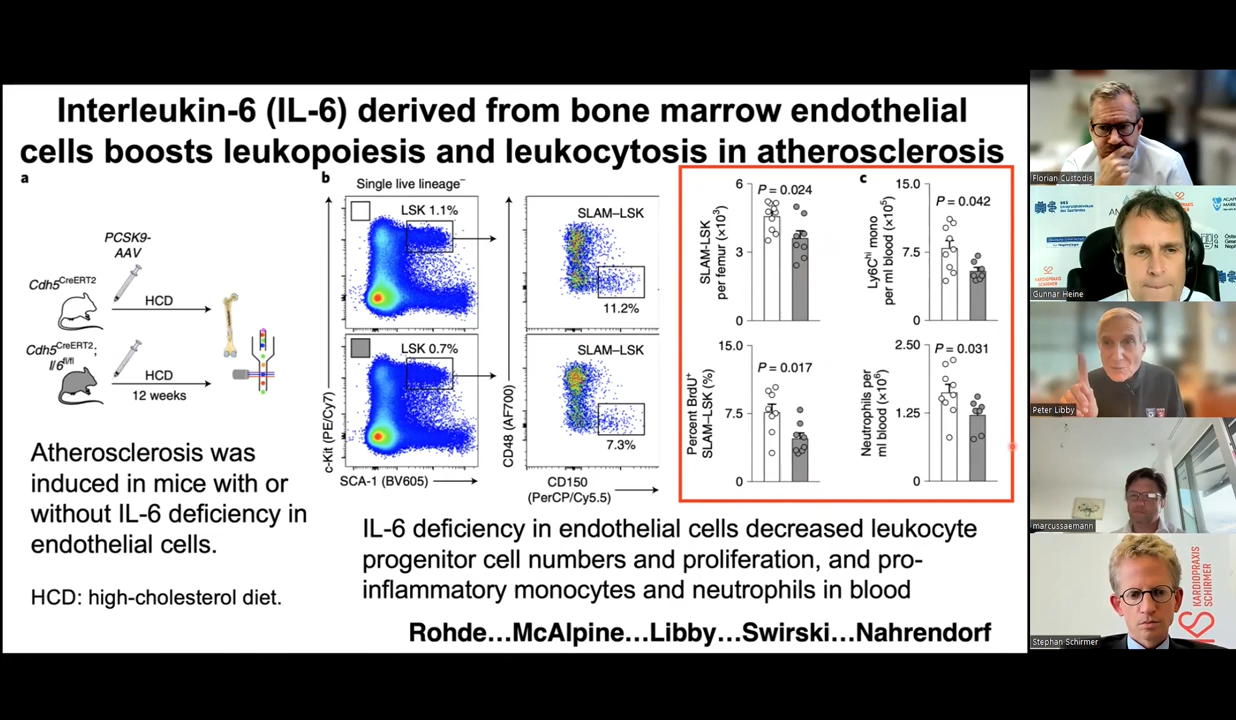 Interleukin-6 (IL-6) derived from bone marrow endothelial
cells boosts leukopoiesis and leukocytosis in atherosclerosis
a
PCSK9-
AAV
Cdh5CreERT2
HCD
Cdh5CreERT2;
Il6fl/fl
HCD
12 weeks
b
Single live lineage−
LSK 1.1%
LSK 0.7%
c-Kit (PE/Cy7)
SCA-1 (BV605)
SLAM–LSK
11.2%
SLAM–LSK
7.3%
CD48 (AF700)
CD150
(PerCP/Cy5.5)
6
3
0
P = 0.024
SLAM-LSK
per femur (×10³)
15.0
7.5
0
P = 0.017
Percent BrdU+
SLAM–LSK (%)
c
15.0
7.5
0
P = 0.042
Ly6Chi mono
per ml blood (×10⁵)
2.50
1.25
0
P = 0.031
Neutrophils per
ml blood (×10⁶)
Atherosclerosis was
induced in mice with or
without IL-6 deficiency in
endothelial cells.
HCD: high-cholesterol diet.
IL-6 deficiency in endothelial cells decreased leukocyte
progenitor cell numbers and proliferation, and pro-
inflammatory monocytes and neutrophils in blood
Rohde...McAlpine...Libby...Swirski...Nahrendorf
Florian Custodis
KARDIOPRAXIS
SCHIRMER
Gunnar Heine
Peter Libby
marcussaemann
KARDIOPRAXIS
SCHIRMER
Stephan Schirmer